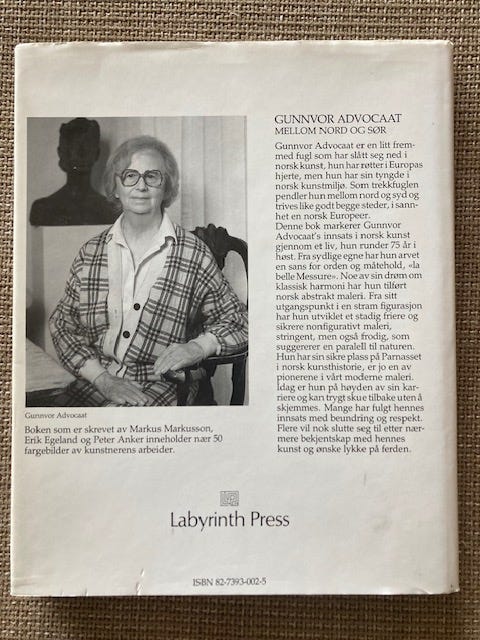 GUNNVOR ADVOCAAT
MELLOM NORD OG SØR
Gunnvor Advocaat er en litt frem-
med fugl som har slått seg ned i
norsk kunst, hun har røtter i Europas
hjerte, men hun har sin tyngde i
norsk kunstmiljø. Som trekkfuglen
pendler hun mellom nord og syd og
trives like godt begge steder, i sann-
het en norsk Europeer.
Denne bok markerer Gunnvor
Advocaat's innsats i norsk kunst
gjennom et liv, hun runder 75 år i
høst. Fra sydlige egne har hun arvet
en sans for orden og måtehold, «la
belle Messure». Noe av sin drøm om
klassisk harmoni har hun tilført
norsk abstrakt maleri. Fra sitt
utgangspunkt i en stram figurasjon
har hun utviklet et stadig friere og
sikrere nonfigurativt maleri,
stringent, men også frodig, som
suggererer en paralell til naturen.
Hun har sin sikre plass på Parnasset
i norsk kunsthistorie, er jo en av
pionerene i vårt moderne maleri.
Idag er hun på høyden av sin kar-
riere og kan trygt skue tilbake uten å
skjemmes. Mange har fulgt hennes
innsats med beundring og respekt.
Flere vil nok slutte seg til etter nær-
mere bekjentskap med hennes
kunst og ønske lykke på ferden.
Gunnvor Advocaat
Boken som er skrevet av Markus Markusson,
Erik Egeland og Peter Anker inneholder nær 50
fargebilder av kunstnerens arbeider.
Labyrinth Press
ISBN 82-7393-002-5